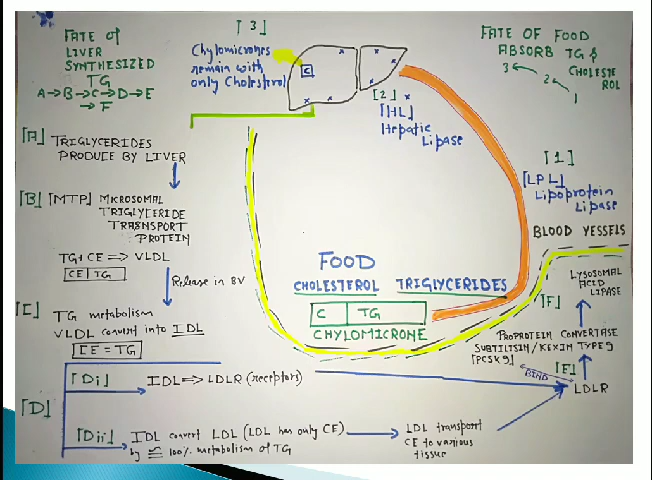 FATE of
LIVER
SYNTHESIZED
TG
A→B→C→D→E
→F
[3]
Chylomicrones
remain with
only Cholesterol
C
[2]
[HL]
Hepatic
Lipase
FATE OF FOOD
ABSORB TG &
CHOLESTE
ROL
3
2
1
[A] TRIGLYCERIDES
PRODUCE BY LIVER
[B] [MTP] MICROSOMAL
TRIGLYCERIDE
TRANSPORT
PROTEIN
TG+CE ⇒ VLDL
CE TG
Release in BV
[1]
[LPL]
Lipoprotein
Lipase
BLOOD VESSELS
FOOD
CHOLESTEROL TRIGLYCERIDES
C TG
CHYLOMICRONE
[C] TG metabolism
VLDL convert into IDL
CE = TG
LYSOSOMAL
ACID
LIPASE
[F]
PROPROTEIN CONVERTASE
SUBTILISIN/KEXIN TYPE9
[PCSK9]
BIND
[E]
LDLR
[D]
[Di] IDL ⇒ LDLR (receptors)
[Dii] IDL convert LDL (LDL has only CE)
by ≌ 100% metabolism of TG
LDL transport
CE to various
tissue